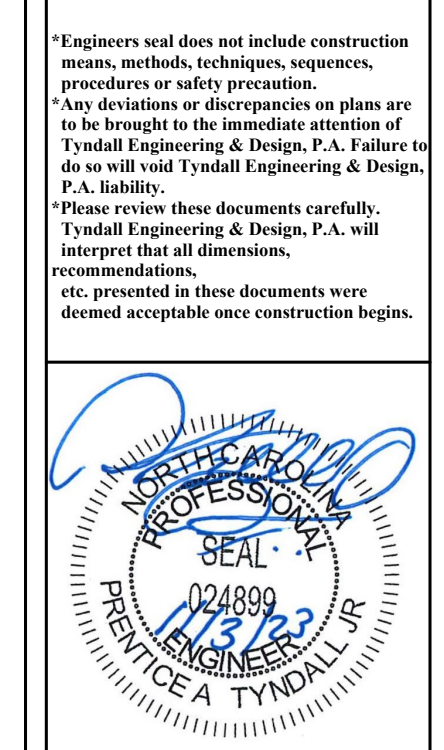 *Engineers seal does not include construction
means, methods, techniques, sequences,
procedures or safety precaution.
*Any deviations or discrepancies on plans are
to be brought to the immediate attention of
Tyndall Engineering & Design, P.A. Failure to
do so will void Tyndall Engineering & Design,
P.A. liability.
*Please review these documents carefully.
Tyndall Engineering & Design, P.A. will
interpret that all dimensions,
recommendations,
etc. presented in these documents were
deemed acceptable once construction begins.
NORTH CAROLINA
PROFESSIONAL
SEAL
024899
11/3/23
ENGINEER
PRENTICE A TYNDALL JR